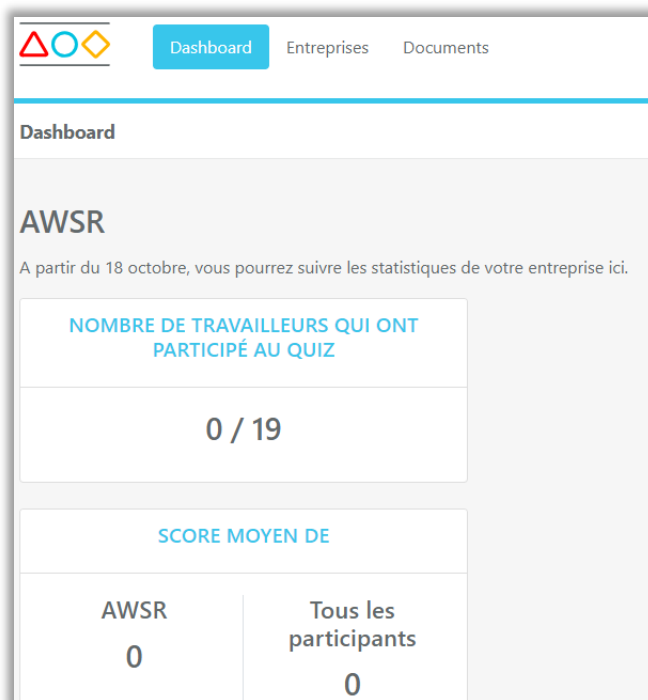 Dashboard Entreprises Documents
Dashboard
AWSR
A partir du 18 octobre, vous pourrez suivre les statistiques de votre entreprise ici.
NOMBRE DE TRAVAILLEURS QUI ONT
PARTICIPÉ AU QUIZ
0 / 19
SCORE MOYEN DE
AWSR
0
Tous les
participants
0